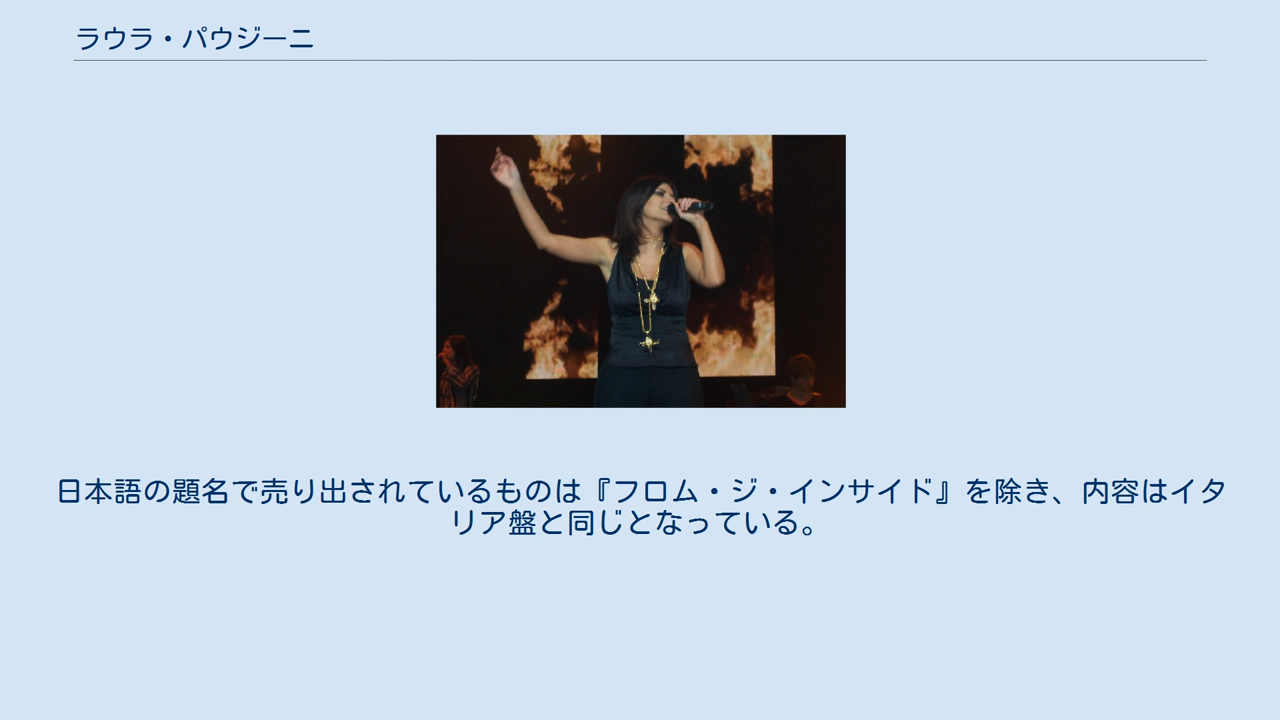 ラウラ・パウジーニ
日本語の題名で売り出されているものは『フロム・ジ・インサイド』を除き、内容はイタ
リア盤と同じとなっている。